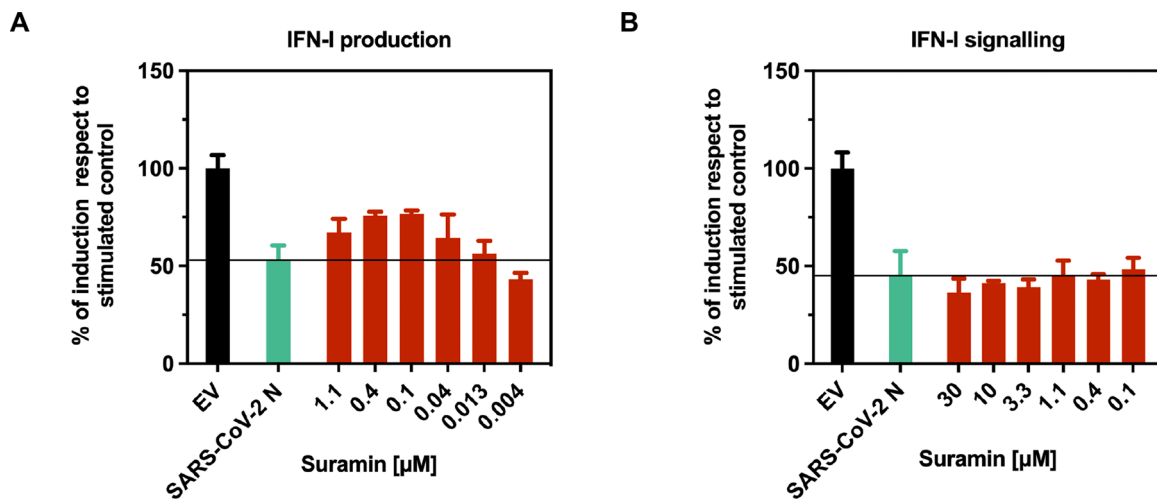 A
IFN-I production
% of induction respect to
stimulated control
150
100
50
0
EV
SARS-CoV-2 N
1.1
0.4
0.1
0.04
0.013
0.004
Suramin [µM]
B
IFN-I signalling
% of induction respect to
stimulated control
150
100
50
0
EV
SARS-CoV-2 N
30
10
3.3
1.1
0.4
0.1
Suramin [µM]